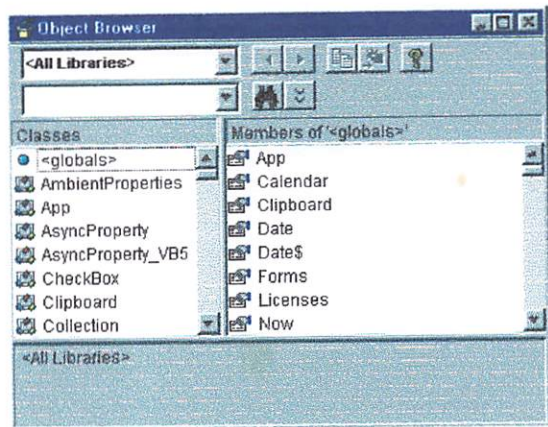 Object Browser
<All Libraries>
Classes
Members of '<globals>'
<globals>
AmbientProperties
App
AsyncProperty
AsyncProperty_VB5
CheckBox
Clipboard
Collection
App
Calendar
Clipboard
Date
Date$
Forms
Licenses
Now
<All Libraries>